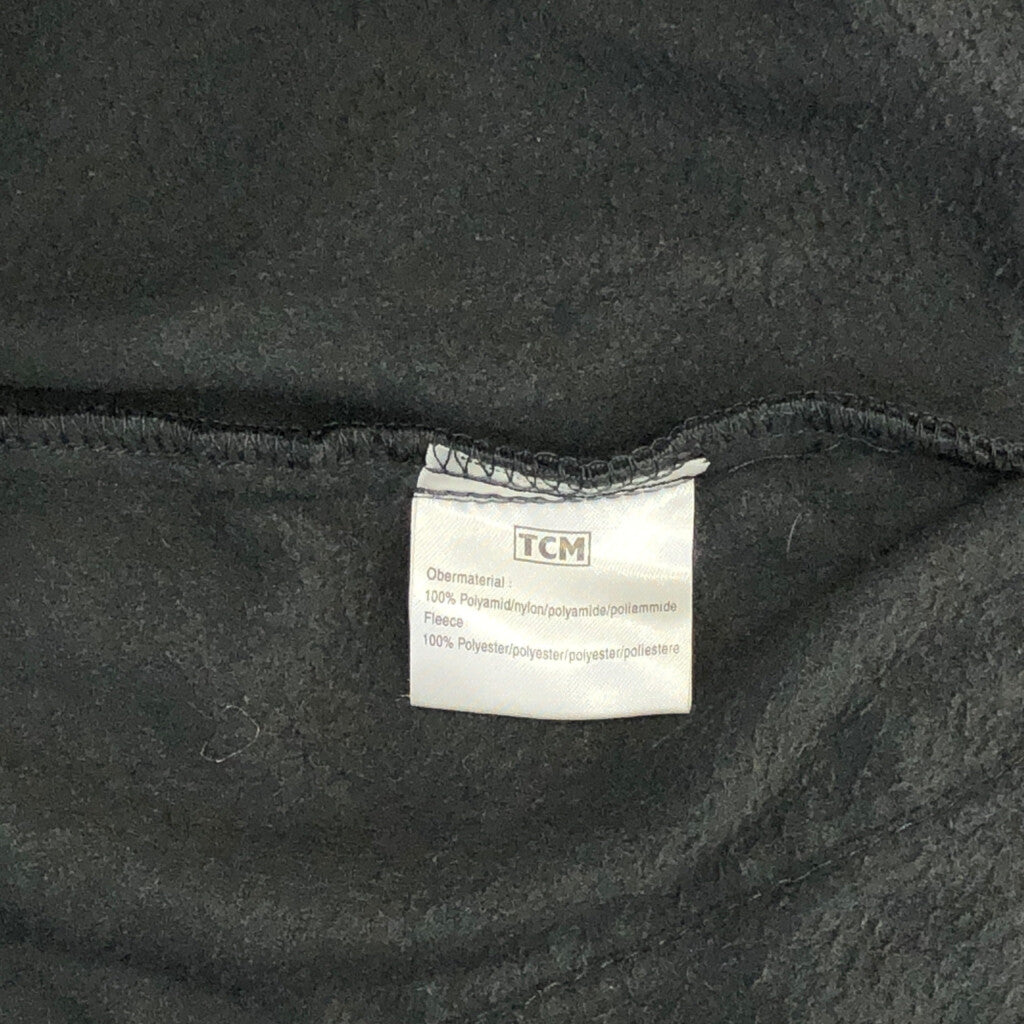 TCM
Obermaterial :
100% Polyamid/nylon/polyamide/poliammide
Fleece
100% Polyester/polyester/polyester/poliestere